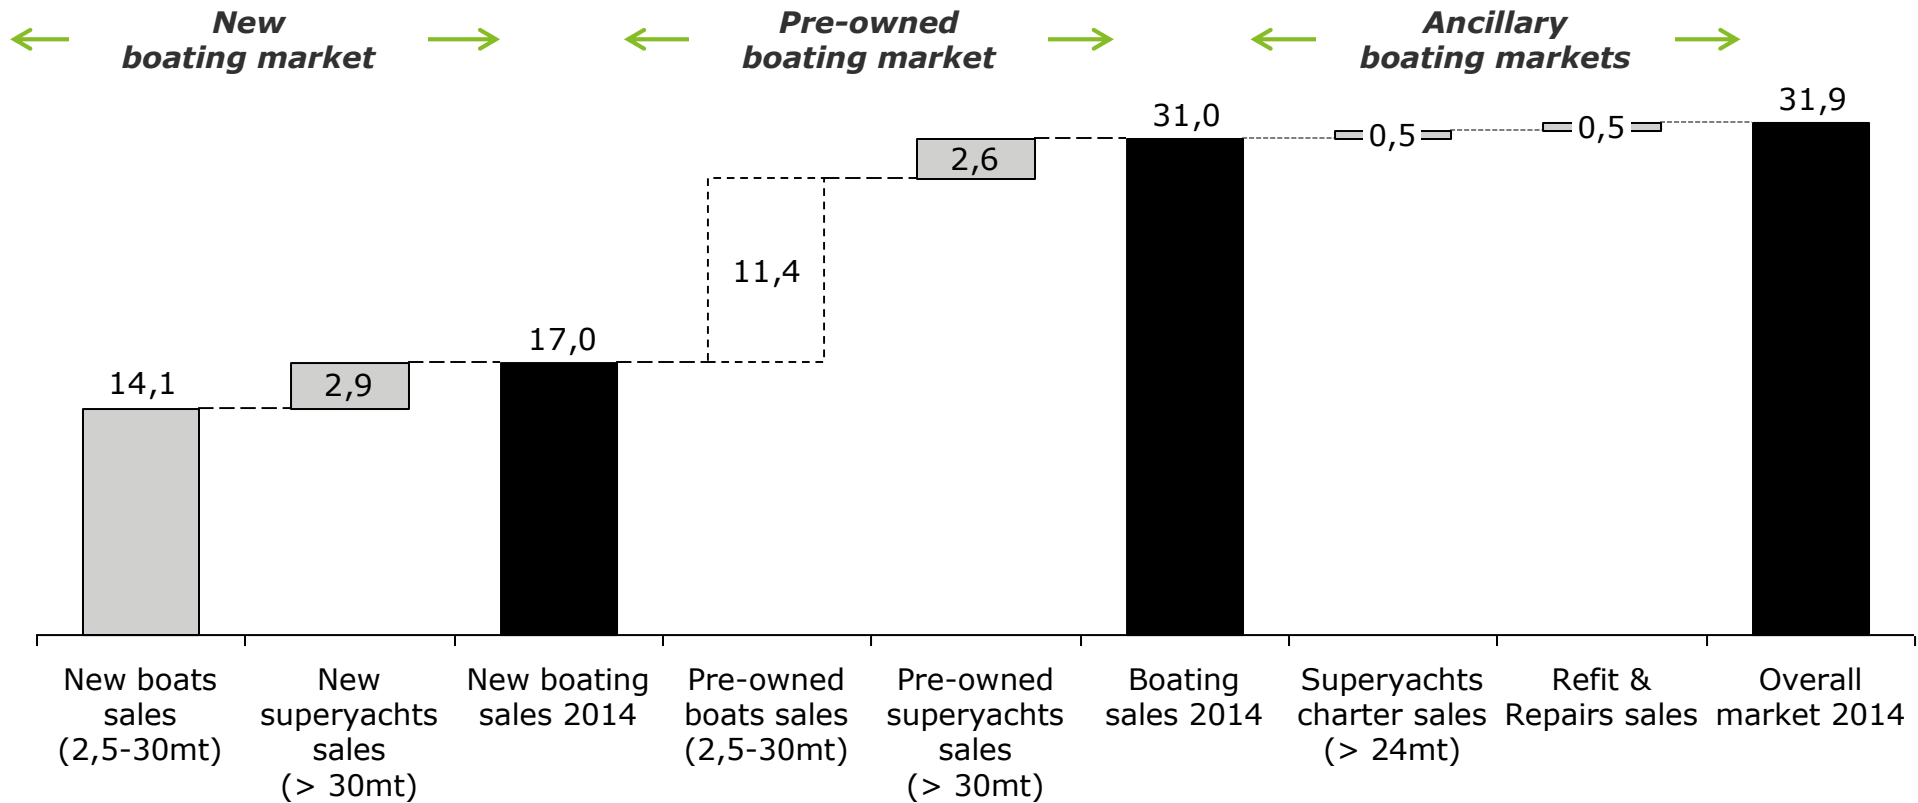 New
boating market
Pre-owned
boating market
Ancillary
boating markets
14,1
2,9
17,0
11,4
2,6
31,0
0,5
0,5
31,9
New boats
sales
(2,5-30mt)
New
superyachts
sales
(> 30mt)
New boating
sales 2014
Pre-owned
boats sales
(2,5-30mt)
Pre-owned
superyachts
sales
(> 30mt)
Boating
sales 2014
Superyachts
charter sales
(> 24mt)
Refit &
Repairs sales
Overall
market 2014